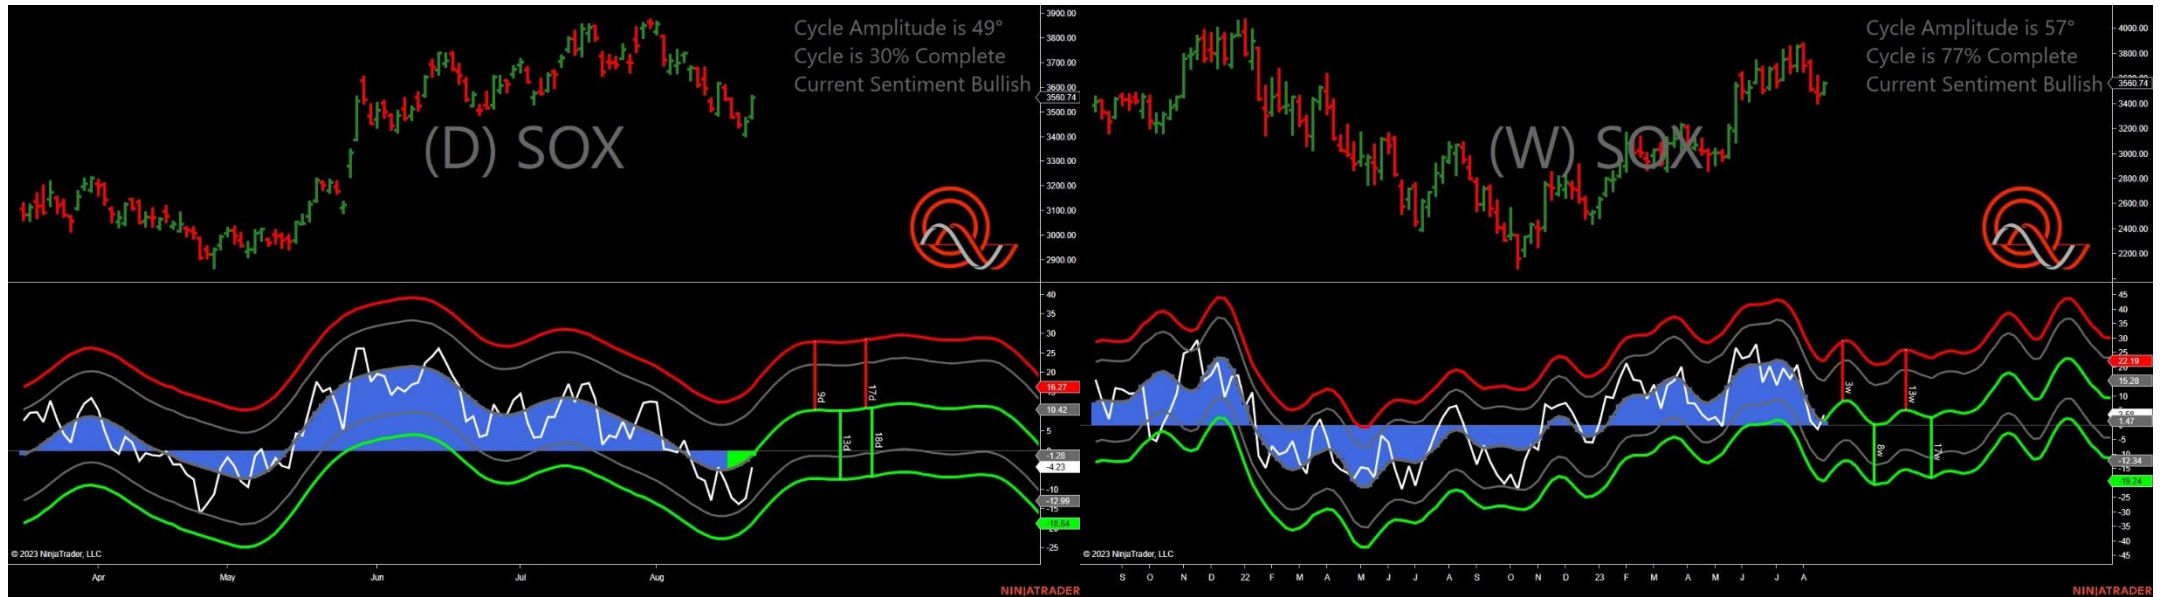 Cycle Amplitude is 49°
Cycle is 30% Complete
Current Sentiment Bullish
(D) SOX
3900.00
3800.00
3700.00
3600.00
3560.74
3500.00
3400.00
3300.00
3200.00
3100.00
3000.00
2900.00
40
35
30
25
20
16.27
10.42
5
-1.28
-4.23
-10
-12.99
-15
-18.84
-25
9d
17d
13d
18d
© 2023 NinjaTrader, LLC
Apr May Jun Jul Aug
NINJATRADER
Cycle Amplitude is 57°
Cycle is 77% Complete
Current Sentiment Bullish
(W) SOX
4000.00
3800.00
3560.74
3400.00
3200.00
3000.00
2800.00
2600.00
2400.00
2200.00
45
35
30
22.19
15.28
10
1.47
-5
-12.34
-15
-19.24
-25
-30
-35
-40
-45
3w
13w
8w
17w
© 2023 NinjaTrader, LLC
S O N D 22 F M A M J J A S O N D 23 F M A M J J A
NINJATRADER